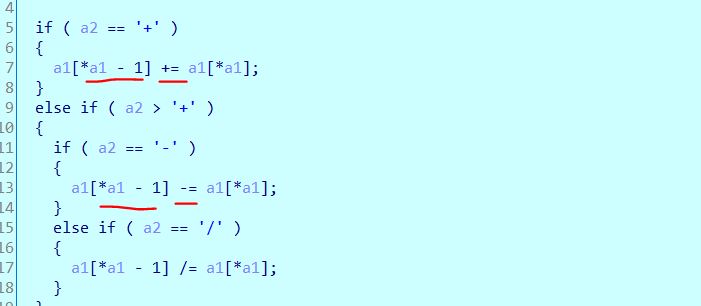 4
5 if ( a2 == '+' )
6 {
7 a1[*a1 - 1] += a1[*a1];
8 }
9 else if ( a2 > '+' )
10 {
11 if ( a2 == '-' )
12 {
13 a1[*a1 - 1] -= a1[*a1];
14 }
15 else if ( a2 == '/' )
16 {
17 a1[*a1 - 1] /= a1[*a1];
18 }